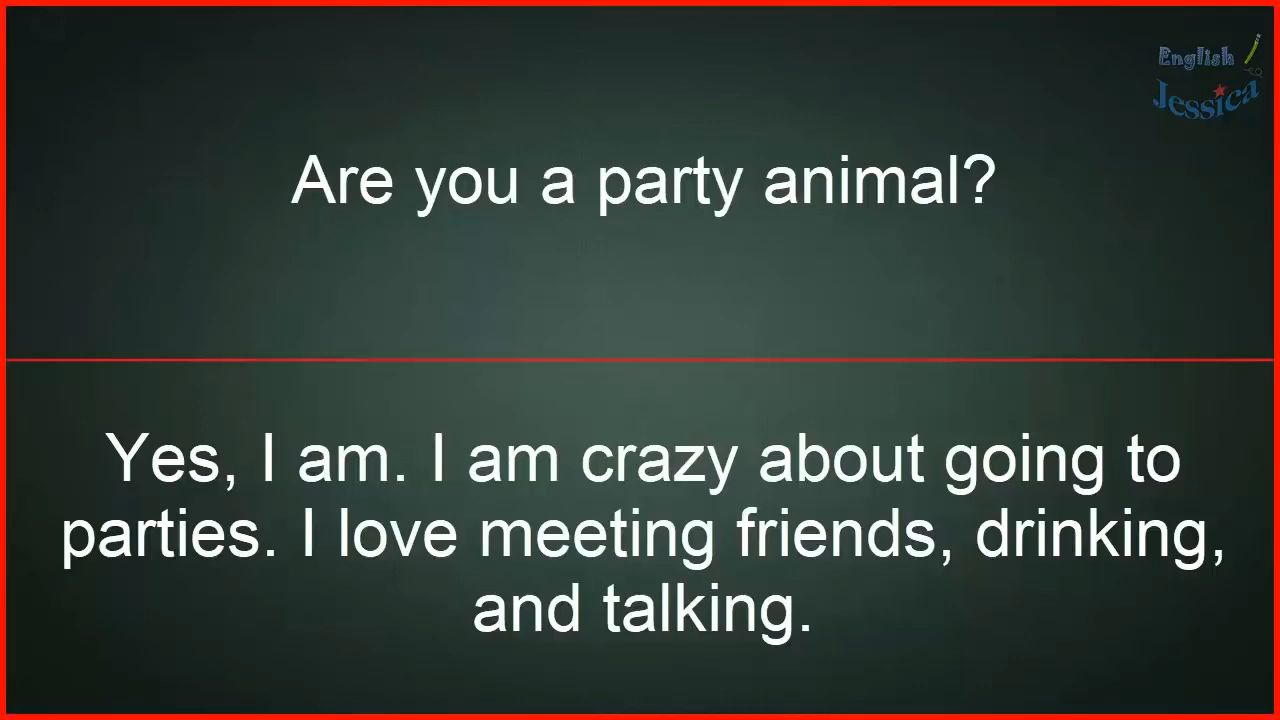 English
Jessica
Are you a party animal?
Yes, I am. I am crazy about going to
parties. I love meeting friends, drinking,
and talking.